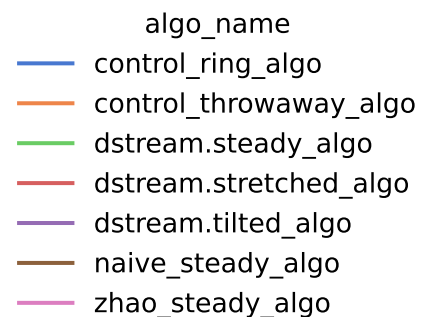 algo_name
control_ring_algo
control_throwaway_algo
dstream.steady_algo
dstream.stretched_algo
dstream.tilted_algo
naive_steady_algo
zhao_steady_algo